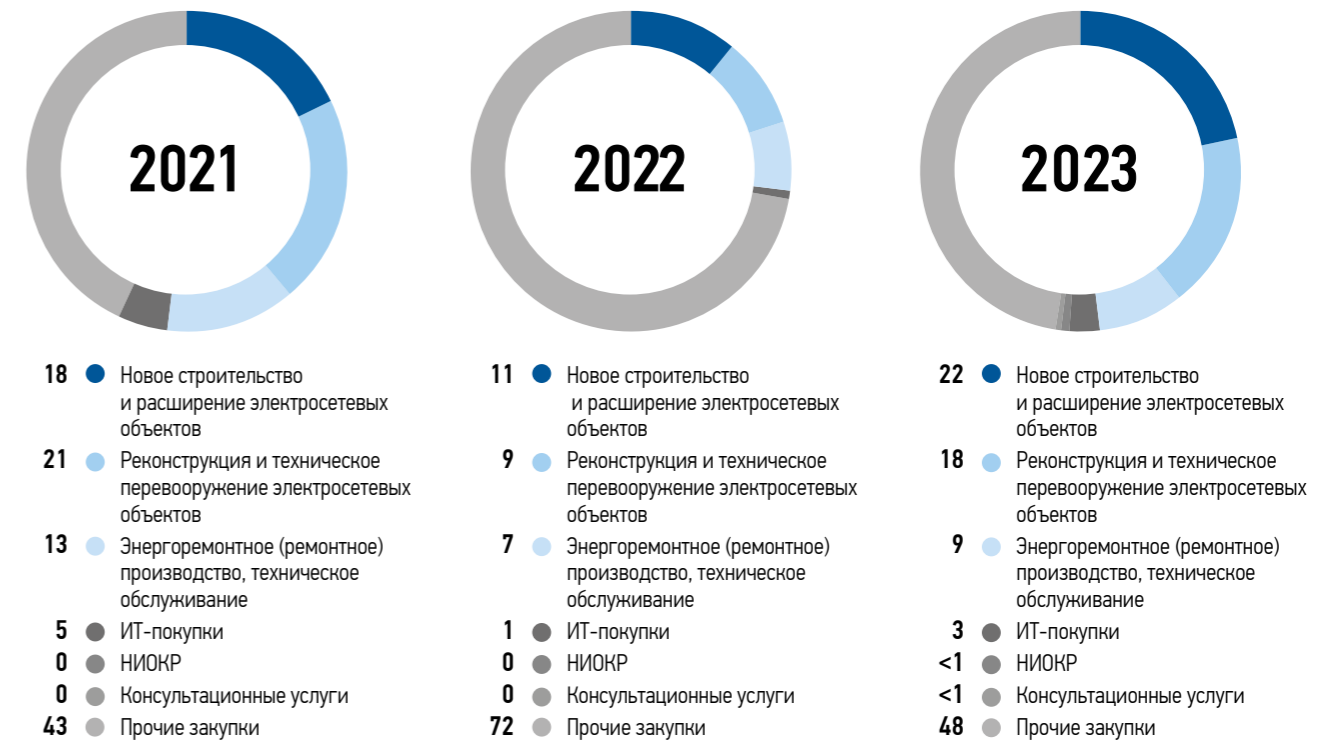 2021
18 Новое строительство
и расширение электросетевых
объектов
21 Реконструкция и техническое
перевооружение электросетевых
объектов
13 Энергоремонтное (ремонтное)
производство, техническое
обслуживание
5 ИТ-покупки
0 НИОКР
0 Консультационные услуги
43 Прочие закупки
2022
11 Новое строительство
и расширение электросетевых
объектов
9 Реконструкция и техническое
перевооружение электросетевых
объектов
7 Энергоремонтное (ремонтное)
производство, техническое
обслуживание
1 ИТ-покупки
0 НИОКР
0 Консультационные услуги
72 Прочие закупки
2023
22 Новое строительство
и расширение электросетевых
объектов
18 Реконструкция и техническое
перевооружение электросетевых
объектов
9 Энергоремонтное (ремонтное)
производство, техническое
обслуживание
3 ИТ-покупки
<1 НИОКР
<1 Консультационные услуги
48 Прочие закупки